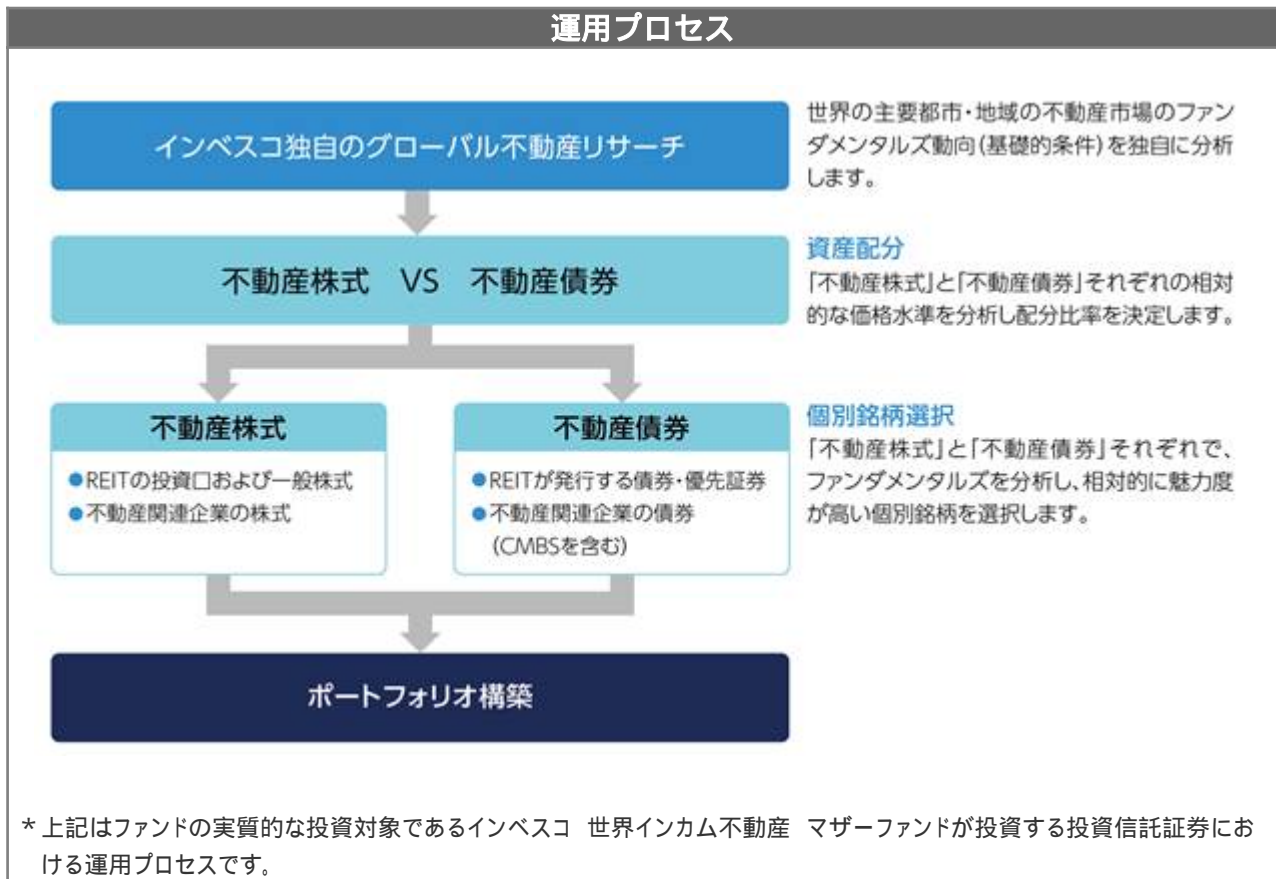 運用プロセス
インベスコ独自のグローバル不動産リサーチ
世界の主要都市・地域の不動産市場のファン
ダメンタルズ動向(基礎的条件)を独自に分析
します。
不動産株式 VS 不動産債券
資産配分
「不動産株式」と「不動産債券」それぞれの相対
的な価格水準を分析し配分比率を決定します。
不動産株式
●REITの投資口および一般株式
●不動産関連企業の株式
不動産債券
●REITが発行する債券・優先証券
●不動産関連企業の債券
(CMBSを含む)
個別銘柄選択
「不動産株式」と「不動産債券」それぞれで、
ファンダメンタルズを分析し、相対的に魅力度
が高い個別銘柄を選択します。
ポートフォリオ構築
* 上記はファンドの実質的な投資対象であるインベスコ 世界インカム不動産 マザーファンドが投資する投資信託証券にお
ける運用プロセスです。